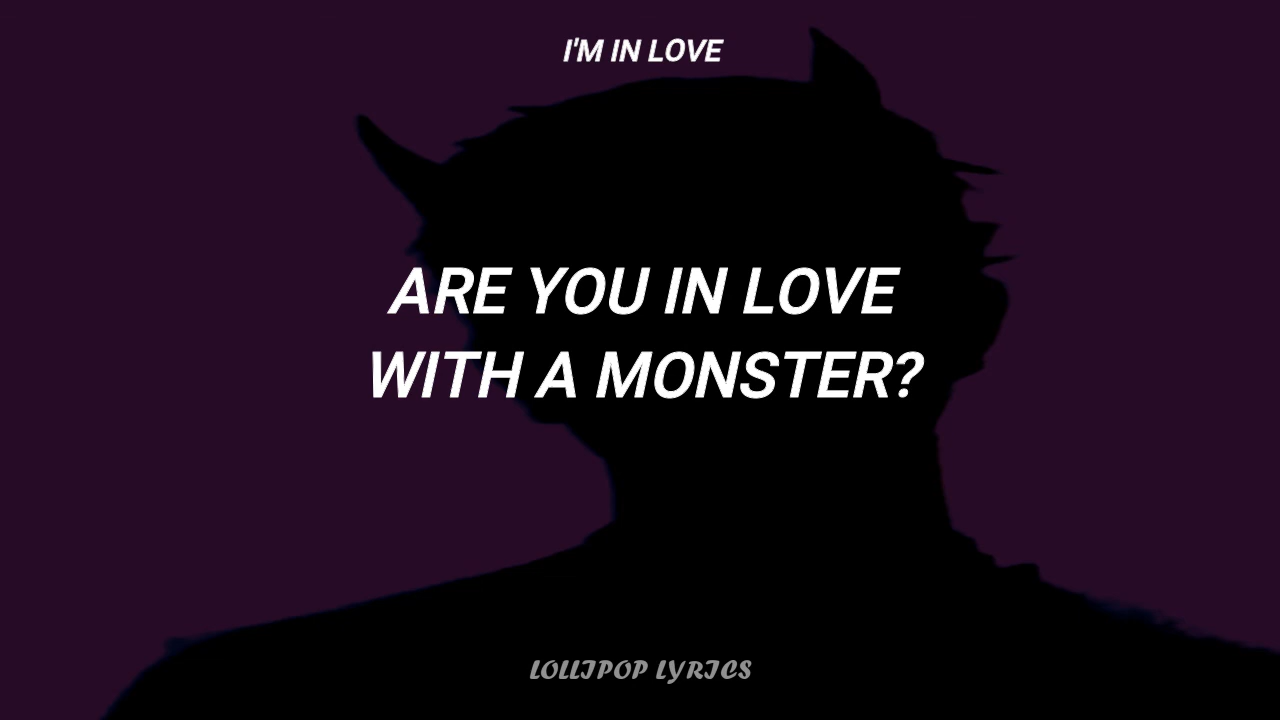 I'M IN LOVE
ARE YOU IN LOVE
WITH A MONSTER?
LOLLIPOP LYRICS